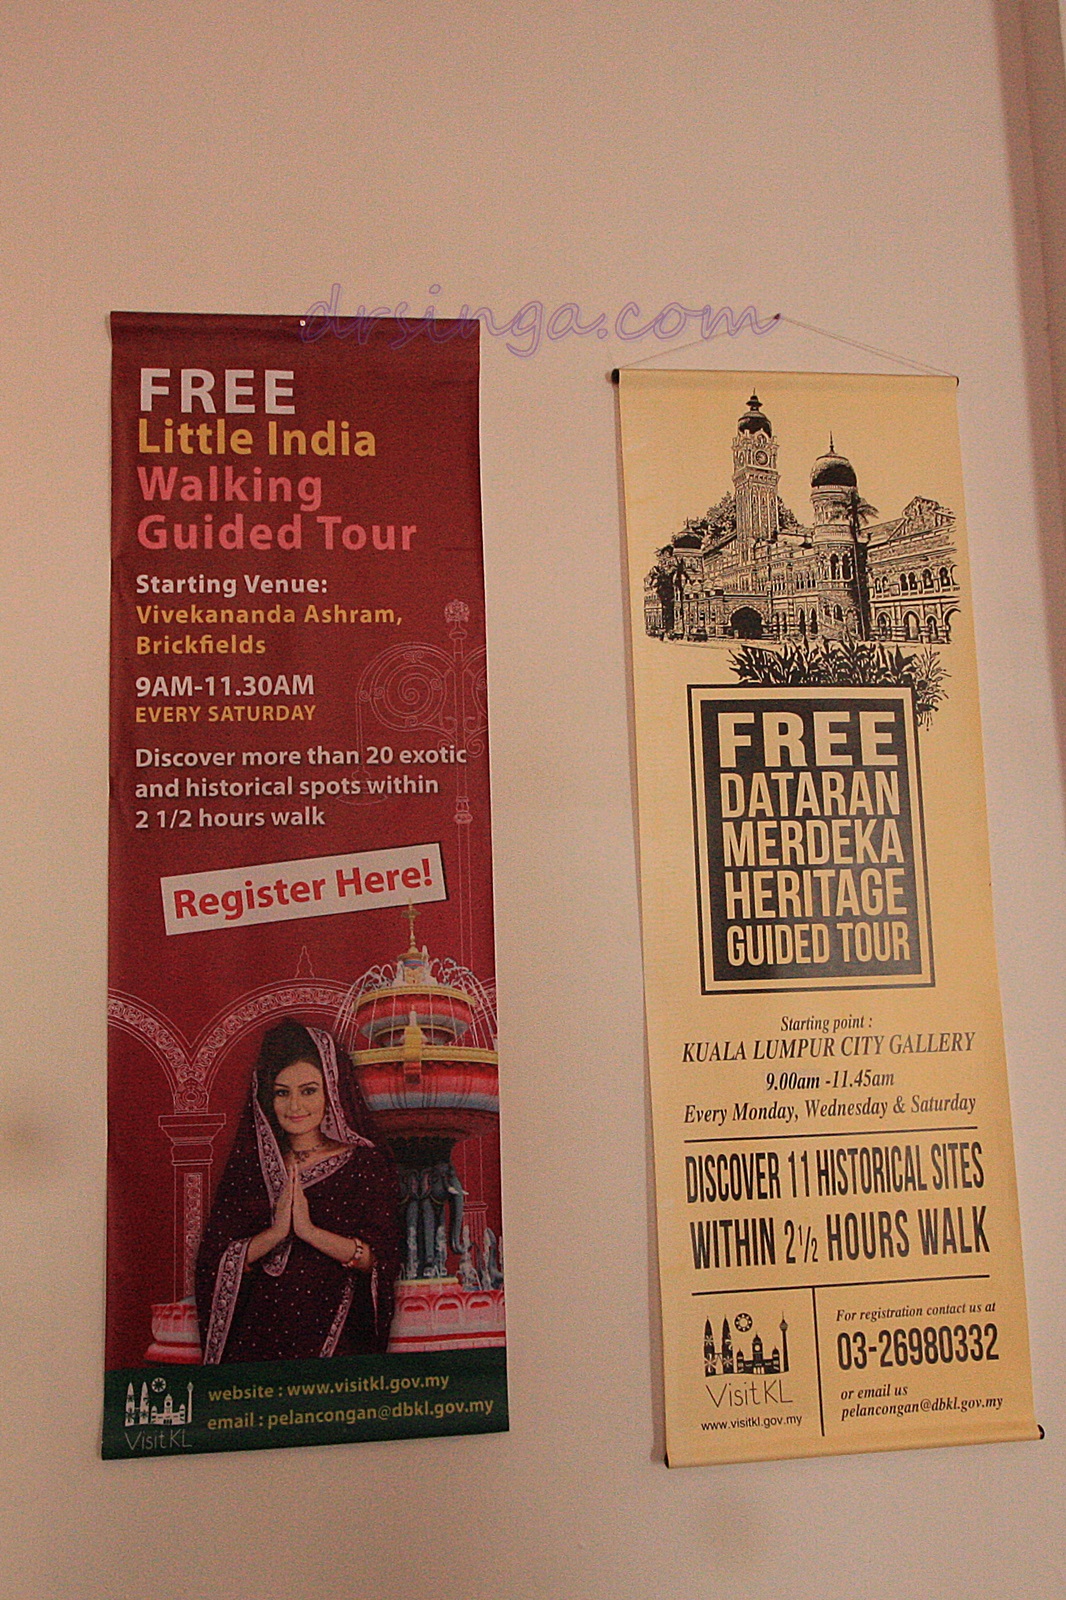 drsinga.com
FREE
Little India
Walking
Guided Tour
Starting Venue:
Vivekananda Ashram,
Brickfields
9AM-11.30AM
EVERY SATURDAY
Discover more than 20 exotic
and historical spots within
2 1/2 hours walk
Register Here!
website : www.visitkl.gov.my
email : pelancongan@dbkl.gov.my
Visit KL
FREE
DATARAN
MERDEKA
HERITAGE
GUIDED TOUR
Starting point :
KUALA LUMPUR CITY GALLERY
9.00am -11.45am
Every Monday, Wednesday & Saturday
DISCOVER 11 HISTORICAL SITES
WITHIN 2½ HOURS WALK
Visit KL
www.visitkl.gov.my
For registration contact us at
03-26980332
or email us
pelancongan@dbkl.gov.my